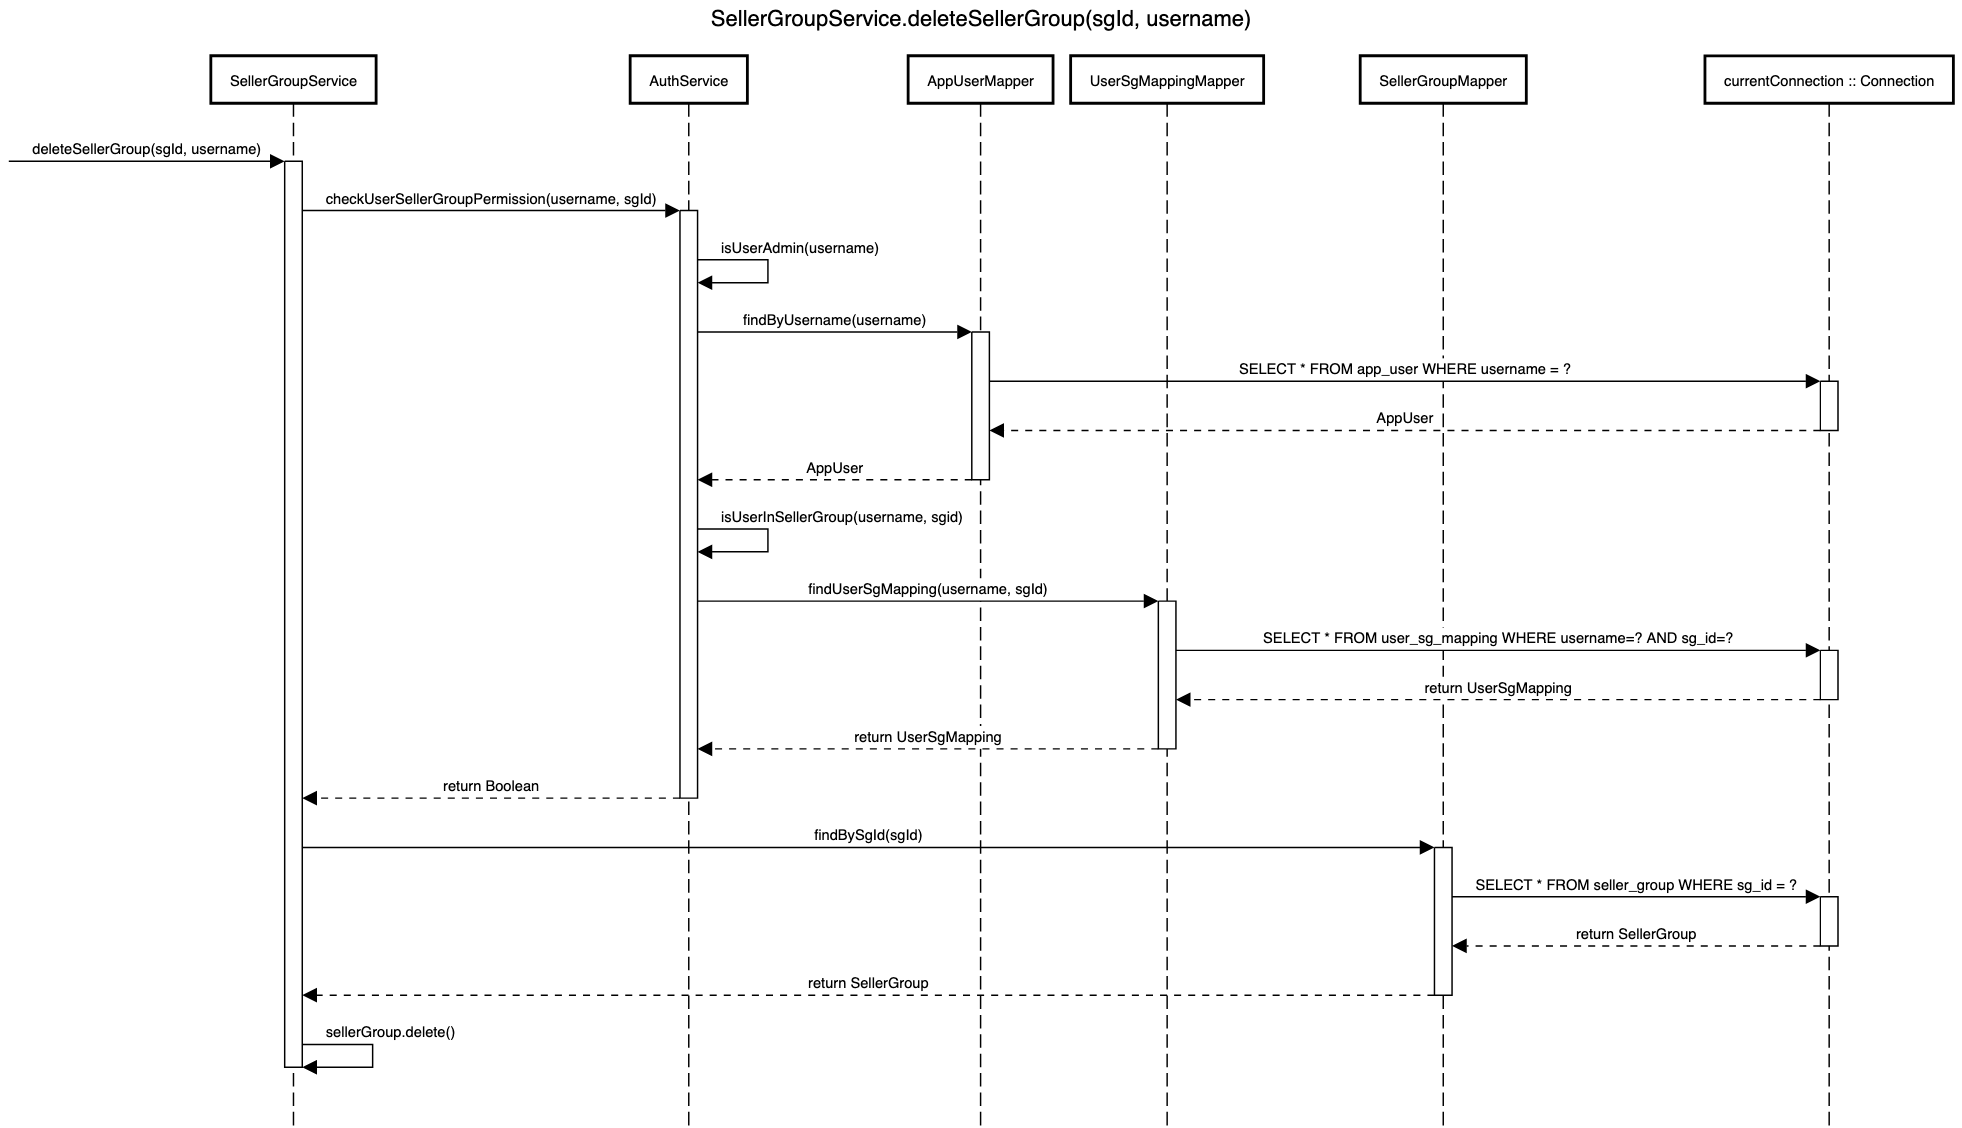 SellerGroupService.deleteSellerGroup(sgId, username)
SellerGroupService
AuthService
AppUserMapper
UserSgMappingMapper
SellerGroupMapper
currentConnection :: Connection
deleteSellerGroup(sgId, username)
checkUserSellerGroupPermission(username, sgId)
isUserAdmin(username)
findByUsername(username)
SELECT * FROM app_user WHERE username = ?
AppUser
AppUser
isUserInSellerGroup(username, sgid)
findUserSgMapping(username, sgId)
SELECT * FROM user_sg_mapping WHERE username=? AND sg_id=?
return UserSgMapping
return UserSgMapping
return Boolean
findBySgId(sgId)
SELECT * FROM seller_group WHERE sg_id = ?
return SellerGroup
return SellerGroup
sellerGroup.delete()